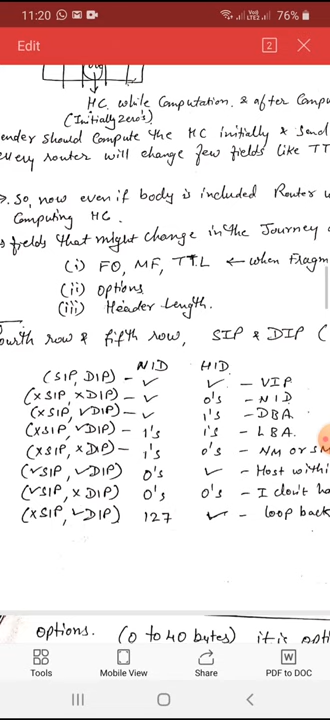 11:20 76%
Edit 2
HC. while Computation. & after Compu
(Initially zero's)
ender should Compute the HC initially & Send
every router will change few fields like TT
So, now even if body is included Router w
Computing HC.
s fields that might change in the Journey
(i) FO, MF, TTL ← when Fragm
(ii) Options
(iii) Header Length.
ourth row & fifth row, SIP & DIP (
NID HID
(SIP, DIP) - ✓ ✓ - VIP
(×SIP, ×DIP) - ✓ 0's - NID
(×SIP, ✓DIP) - ✓ 1's - DBA.
(×SIP, ✓DIP) - 1's 1's - LBA.
(×SIP, ×DIP) - 1's 0's - NM or SM
(✓SIP, ✓DIP) 0's ✓ - Host withi
(✓SIP, ×DIP) 0's 0's - I don't ha
(×SIP, ✓DIP) 127 ✓ - loop back
options. (0 to 40 bytes) it is opti
Tools Mobile View Share PDF to DOC